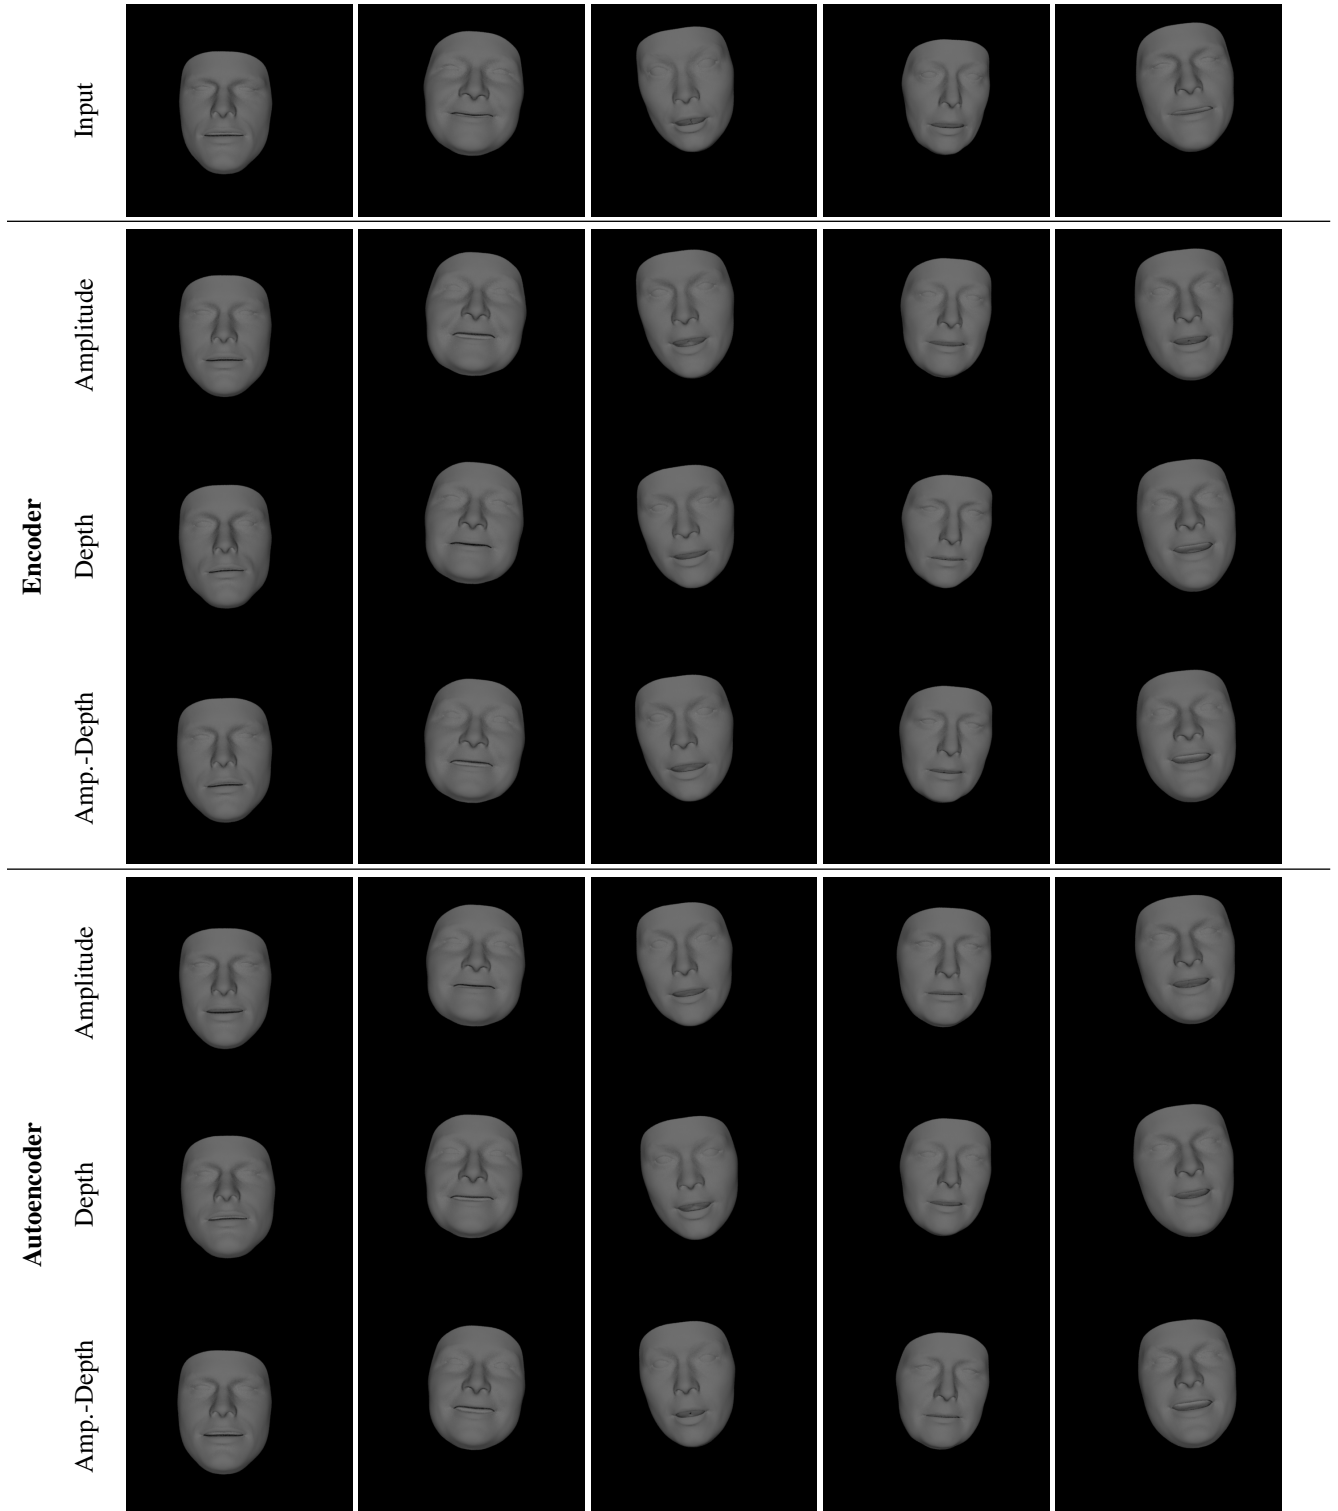 Input
Encoder
Amplitude
Depth
Amp.-Depth
Autoencoder
Amplitude
Depth
Amp.-Depth